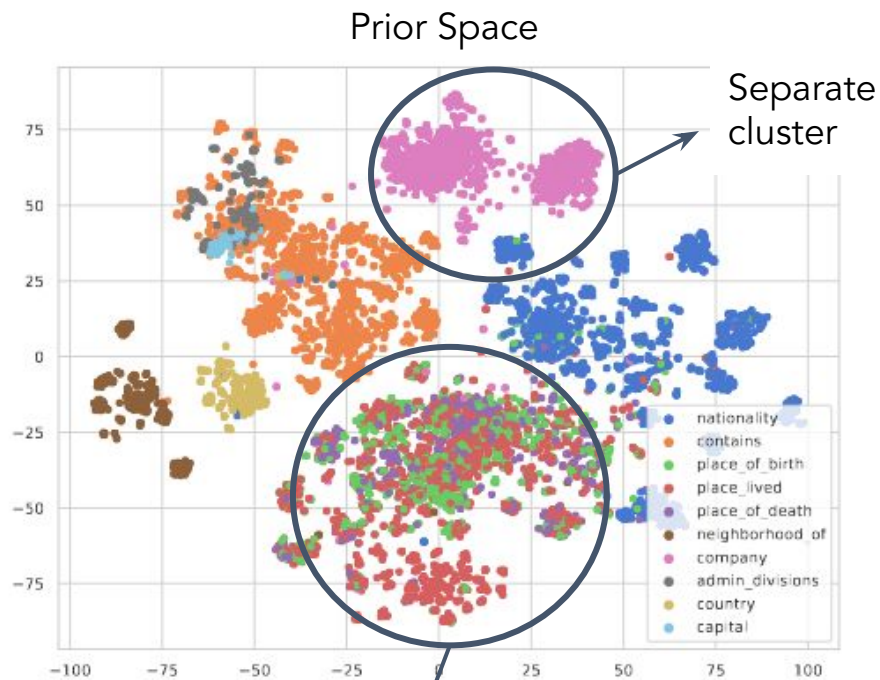 Prior Space
Separate
cluster
75
50
25
0
−25
−50
−75
−100
−75
−50
−25
0
25
50
75
100
nationality
contains
place_of_birth
place_lived
place_of_death
neighborhood_of
company
admin_divisions
country
capital